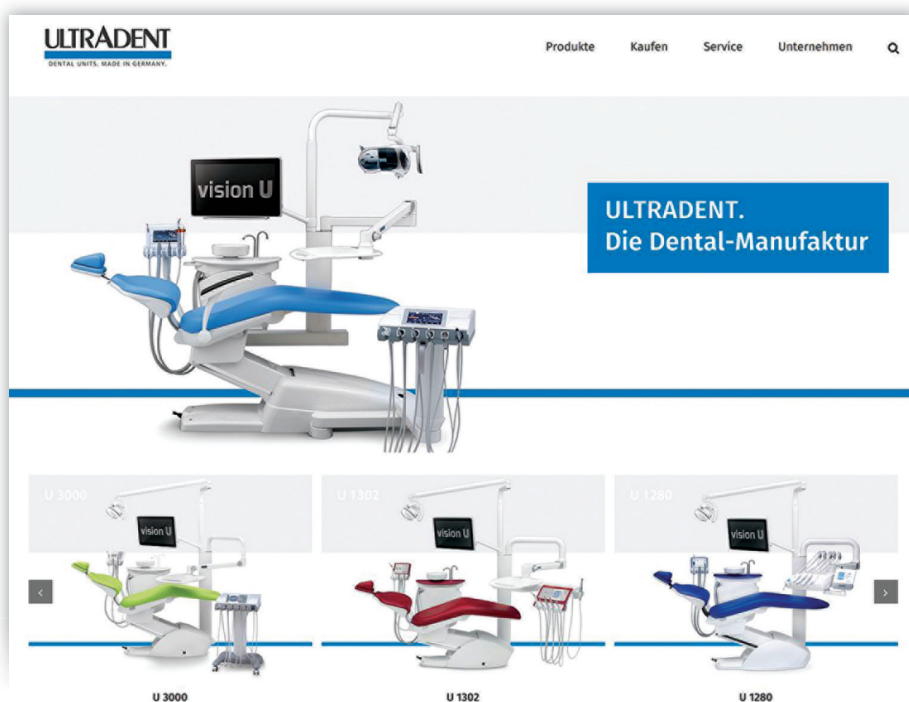 ULTRADENT
DENTAL UNITS. MADE IN GERMANY.
Produkte Kaufen Service Unternehmen
vision U
ULTRADENT.
Die Dental-Manufaktur
U 3000 U 1302 U 1280
vision U vision U vision U
U 3000 U 1302 U 1280